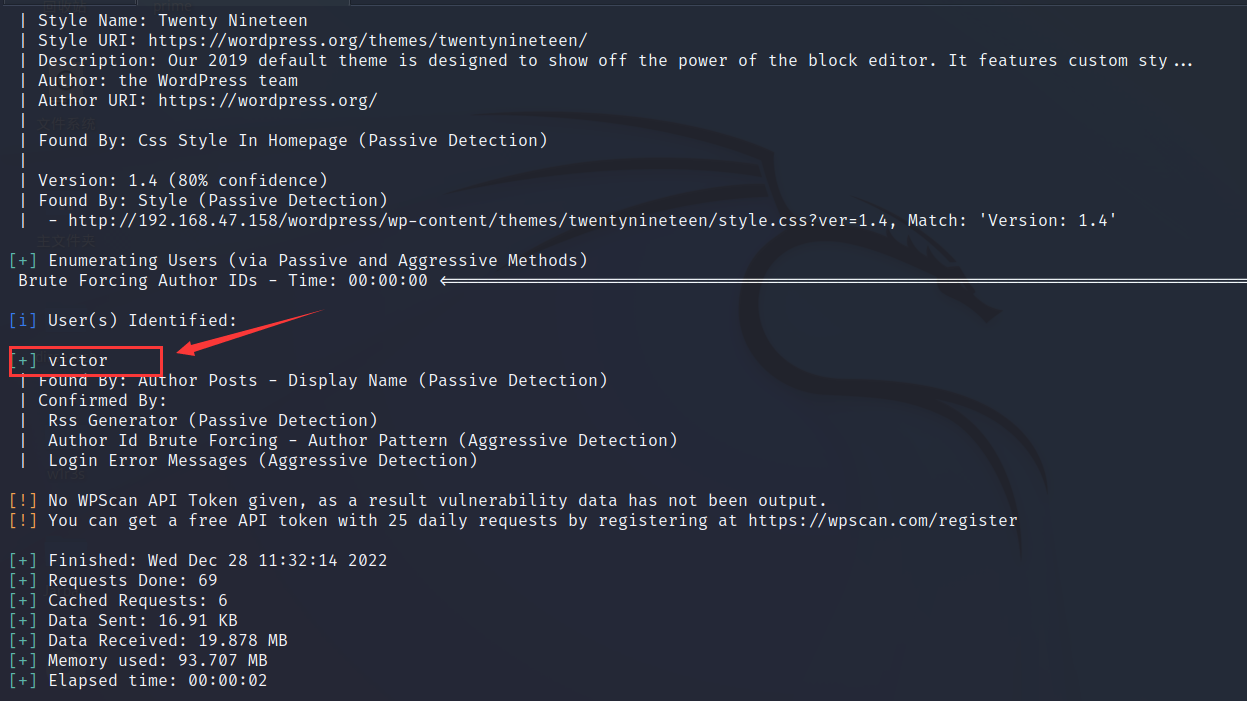 | Style Name: Twenty Nineteen
| Style URI: https://wordpress.org/themes/twentynineteen/
| Description: Our 2019 default theme is designed to show off the power of the block editor. It features custom sty...
| Author: the WordPress team
| Author URI: https://wordpress.org/
|
| Found By: Css Style In Homepage (Passive Detection)
|
| Version: 1.4 (80% confidence)
| Found By: Style (Passive Detection)
|  - http://192.168.47.158/wordpress/wp-content/themes/twentynineteen/style.css?ver=1.4, Match: 'Version: 1.4'
主文件夹
[+] Enumerating Users (via Passive and Aggressive Methods)
Brute Forcing Author IDs - Time: 00:00:00 <==========
[i] User(s) Identified:
[+] victor
| Found By: Author Posts - Display Name (Passive Detection)
| Confirmed By:
|  Rss Generator (Passive Detection)
|  Author Id Brute Forcing - Author Pattern (Aggressive Detection)
|  Login Error Messages (Aggressive Detection)
[!] No WPScan API Token given, as a result vulnerability data has not been output.
[!] You can get a free API token with 25 daily requests by registering at https://wpscan.com/register
[+] Finished: Wed Dec 28 11:32:14 2022
[+] Requests Done: 69
[+] Cached Requests: 6
[+] Data Sent: 16.91 KB
[+] Data Received: 19.878 MB
[+] Memory used: 93.707 MB
[+] Elapsed time: 00:00:02